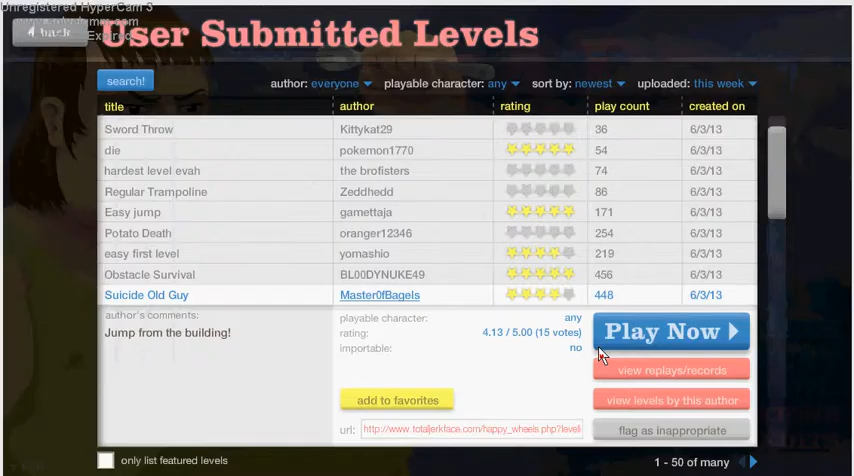 Unregistered HyperCam 3
www.solveigmm.com
Expired
back
User Submitted Levels
search!
author: everyone playable character: any sort by: newest uploaded: this week
title author rating play count created on
Sword Throw Kittykat29 36 6/3/13
die pokemon1770 54 6/3/13
hardest level evah the brofisters 74 6/3/13
Regular Trampoline Zeddhedd 86 6/3/13
Easy jump gamettaja 171 6/3/13
Potato Death oranger12346 254 6/3/13
easy first level yomashio 219 6/3/13
Obstacle Survival BL00DYNUKE49 456 6/3/13
Suicide Old Guy Master0fBagels 448 6/3/13
author's comments:
Jump from the building!
playable character: any
rating: 4.13 / 5.00 (15 votes)
importable: no
Play Now
view replays/records
add to favorites
view levels by this author
url: http://www.totaljerkface.com/happy_wheels.php?leveli
flag as inappropriate
only list featured levels
1 - 50 of many